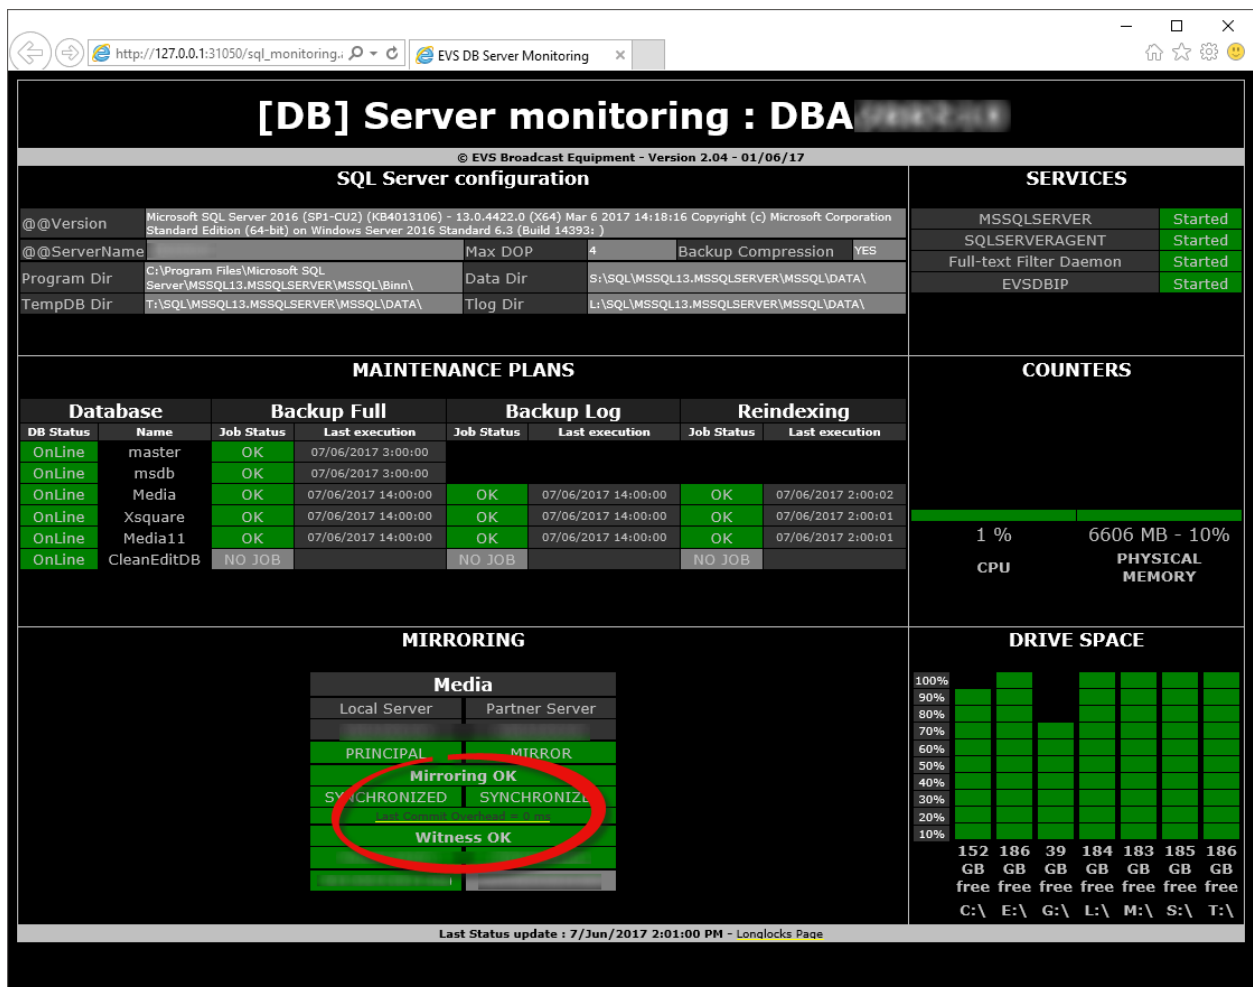 http://127.0.0.1:31050/sql_monitoring.
EVS DB Server Monitoring
[DB] Server monitoring : DBA
© EVS Broadcast Equipment - Version 2.04 - 01/06/17
SQL Server configuration
@@Version
Microsoft SQL Server 2016 (SP1-CU2) (KB4013106) - 13.0.4422.0 (X64) Mar 6 2017 14:18:16 Copyright (c) Microsoft Corporation
Standard Edition (64-bit) on Windows Server 2016 Standard 6.3 (Build 14393: )
@@ServerName Max DOP 4 Backup Compression YES
Program Dir
C:\Program Files\Microsoft SQL
Server\MSSQL13.MSSQLSERVER\MSSQL\Binn\
Data Dir S:\SQL\MSSQL13.MSSQLSERVER\MSSQL\DATA\
TempDB Dir T:\SQL\MSSQL13.MSSQLSERVER\MSSQL\DATA\ Tlog Dir L:\SQL\MSSQL13.MSSQLSERVER\MSSQL\DATA\
SERVICES
MSSQLSERVER Started
SQLSERVERAGENT Started
Full-text Filter Daemon Started
EVSDBIP Started
MAINTENANCE PLANS
Database Backup Full Backup Log Reindexing
DB Status Name Job Status Last execution Job Status Last execution Job Status Last execution
OnLine master OK 07/06/2017 3:00:00
OnLine msdb OK 07/06/2017 3:00:00
OnLine Media OK 07/06/2017 14:00:00 OK 07/06/2017 14:00:00 OK 07/06/2017 2:00:02
OnLine Xsquare OK 07/06/2017 14:00:00 OK 07/06/2017 14:00:00 OK 07/06/2017 2:00:01
OnLine Media11 OK 07/06/2017 14:00:00 OK 07/06/2017 14:00:00 OK 07/06/2017 2:00:01
OnLine CleanEditDB NO JOB NO JOB NO JOB
COUNTERS
1 % 6606 MB - 10%
CPU
PHYSICAL
MEMORY
MIRRORING
Media
Local Server Partner Server
PRINCIPAL MIRROR
Mirroring OK
SYNCHRONIZED SYNCHRONIZE
Last Commit Overhead = 0 ms
Witness OK
DRIVE SPACE
100%
90%
80%
70%
60%
50%
40%
30%
20%
10%
152 186 39 184 183 185 186
GB GB GB GB GB GB GB
free free free free free free free
C:\ E:\ G:\ L:\ M:\ S:\ T:\
Last Status update : 7/Jun/2017 2:01:00 PM - Longlocks Page